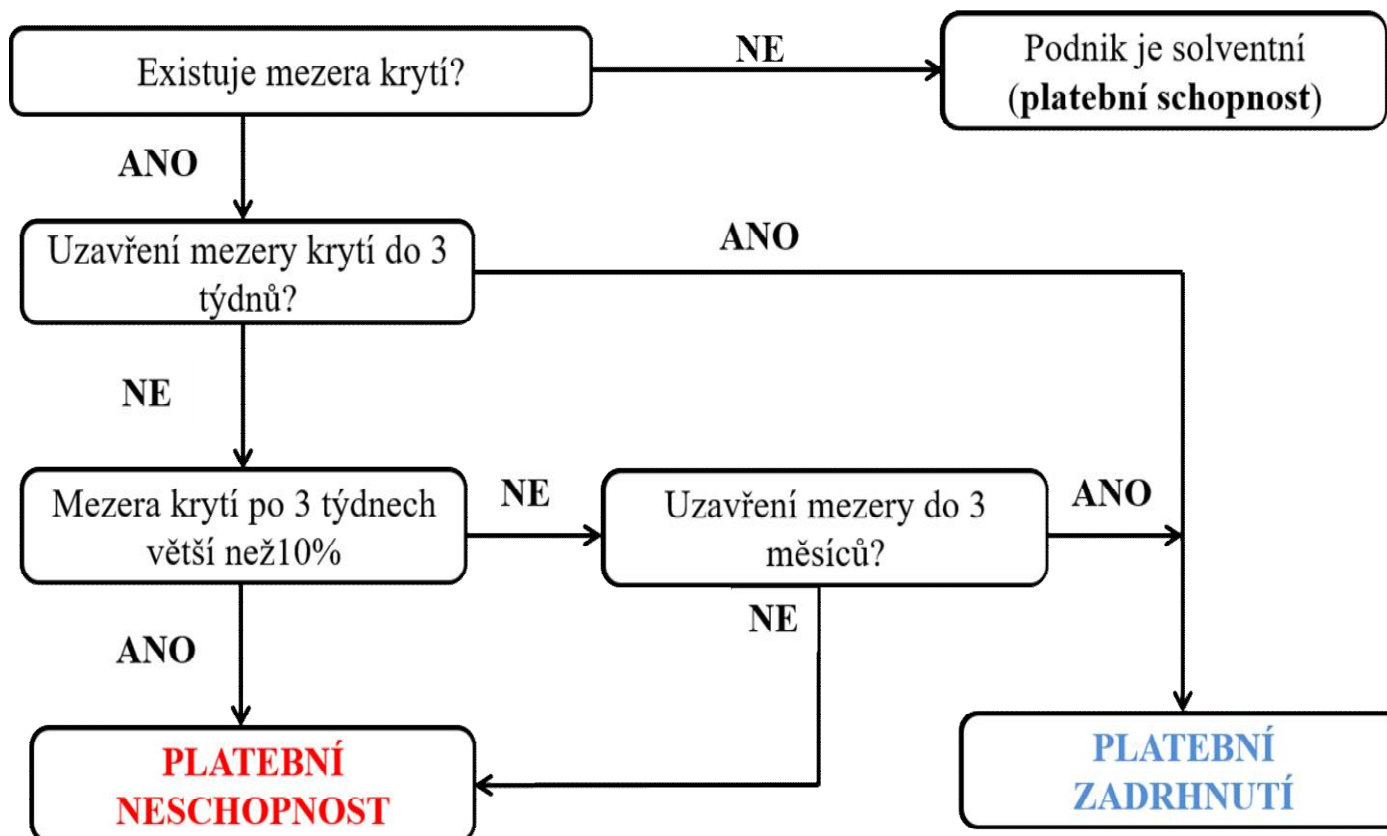 Existuje mezera krytí?
NE
Podnik je solventní
(platební schopnost)
ANO
Uzavření mezery krytí do 3
týdnů?
ANO
NE
Mezera krytí po 3 týdnech
větší než10%
NE
Uzavření mezery do 3
měsíců?
ANO
ANO
NE
PLATEBNÍ
NESCHOPNOST
PLATEBNÍ
ZADRHNUTÍ